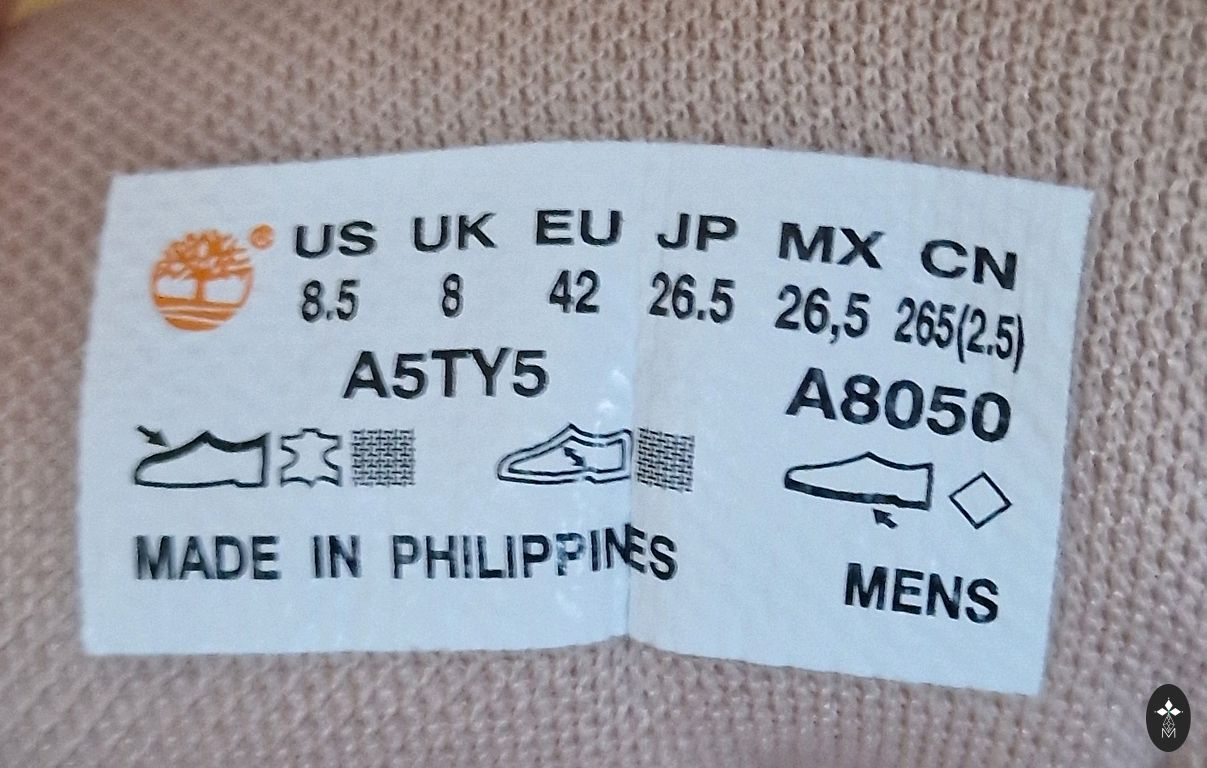 ® US UK EU JP MX CN
8.5 8 42 26.5 26,5 265(2.5)
A5TY5 A8050
MADE IN PHILIPPINES
MENS
M